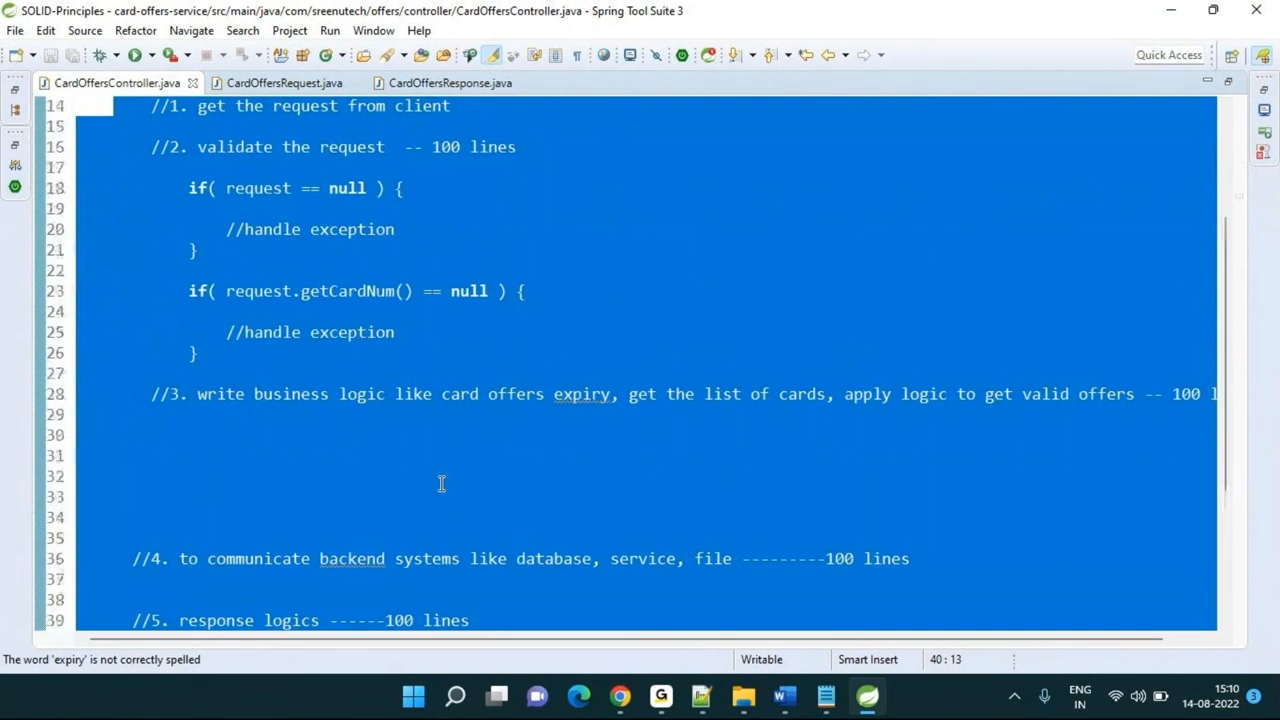 SOLID-Principles - card-offers-service/src/main/java/com/sreenutech/offers/controller/CardOffersController.java - Spring Tool Suite 3
File Edit Source Refactor Navigate Search Project Run Window Help
Quick Access
CardOffersController.java CardOffersRequest.java CardOffersResponse.java
14 //1. get the request from client
15
16 //2. validate the request -- 100 lines
17
18 if( request == null ) {
19
20 //handle exception
21 }
22
23 if( request.getCardNum() == null ) {
24
25 //handle exception
26 }
27
28 //3. write business logic like card offers expiry, get the list of cards, apply logic to get valid offers -- 100 l
29
30
31
32
33
34
35
36 //4. to communicate backend systems like database, service, file ---------100 lines
37
38
39 //5. response logics ------100 lines
The word 'expiry' is not correctly spelled Writable Smart Insert 40 : 13
ENG
IN
15:10
14-08-2022
3